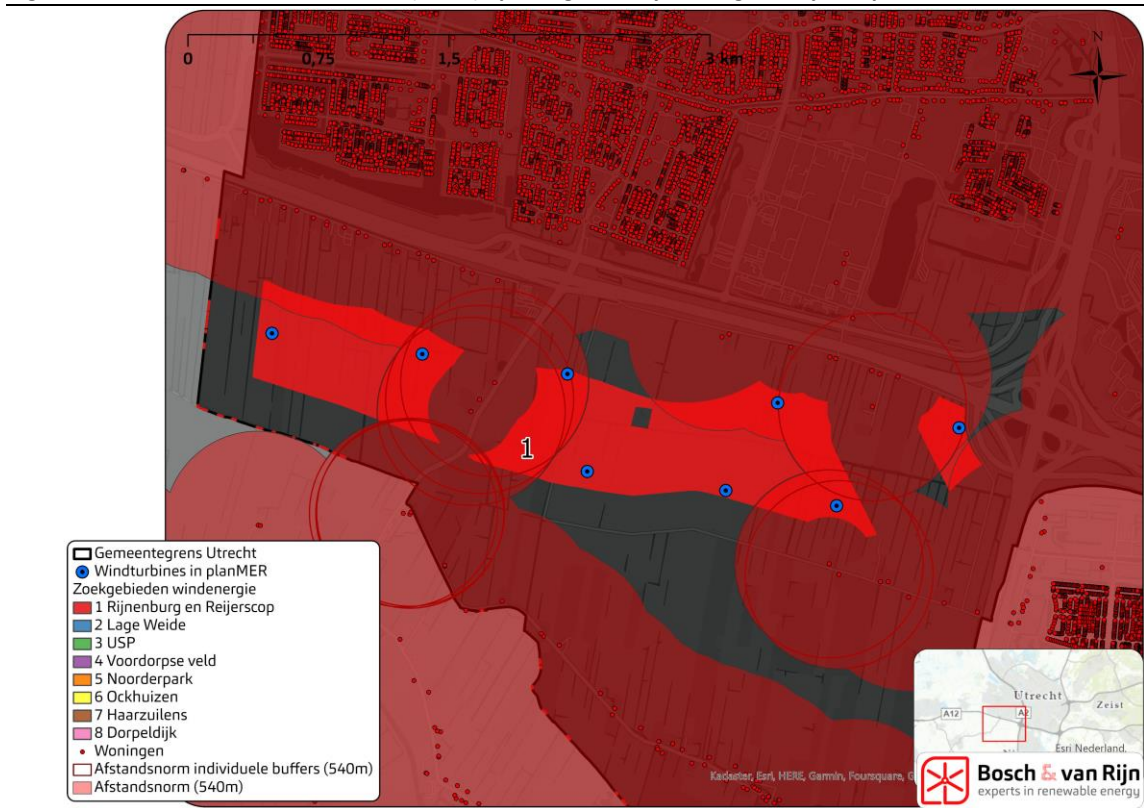 0
0,75
1,5
3 km
N
1
Gemeentegrens Utrecht
Windturbines in planMER
Zoekgebieden windenergie
1 Rijnenburg en Reijerscop
2 Lage Weide
3 USP
4 Voordorpse veld
5 Noorderpark
6 Ockhuizen
7 Haarzuilens
8 Dorpeldijk
Woningen
Afstandsnorm individuele buffers (540m)
Afstandsnorm (540m)
Utrecht
Zeist
A12
A2
Esri Nederland,
Kadaster, Esri, HERE, Garmin, Foursquare, G
Bosch & van Rijn
experts in renewable energy